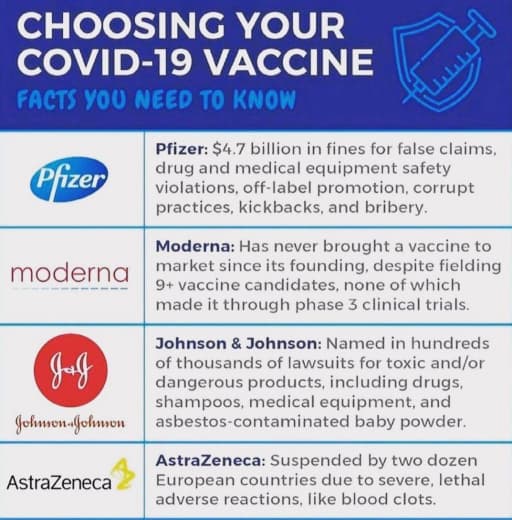 CHOOSING YOUR
COVID-19 VACCINE
FACTS YOU NEED TO KNOW
Pfizer
Pfizer: $4.7 billion in fines for false claims,
drug and medical equipment safety
violations, off-label promotion, corrupt
practices, kickbacks, and bribery.
moderna
Moderna: Has never brought a vaccine to
market since its founding, despite fielding
9+ vaccine candidates, none of which
made it through phase 3 clinical trials.
J&J
Johnson & Johnson
Johnson & Johnson: Named in hundreds
of thousands of lawsuits for toxic and/or
dangerous products, including drugs,
shampoos, medical equipment, and
asbestos-contaminated baby powder.
AstraZeneca
AstraZeneca: Suspended by two dozen
European countries due to severe, lethal
adverse reactions, like blood clots.